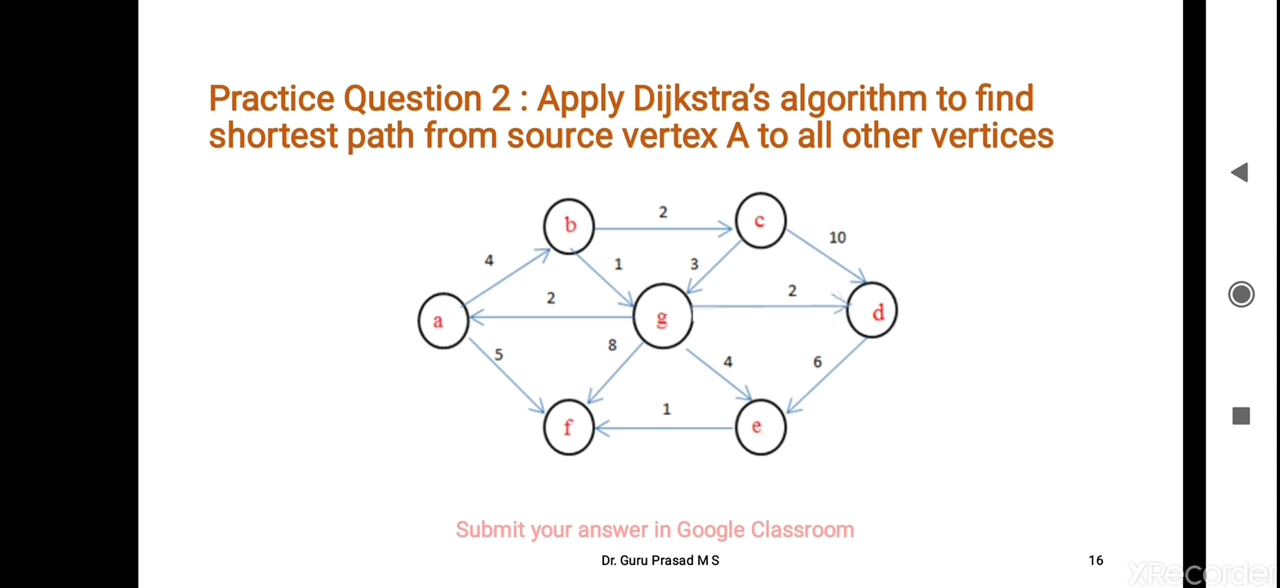 Practice Question 2 : Apply Dijkstra's algorithm to find
shortest path from source vertex A to all other vertices
b
2
c
10
4
1
3
2
2
a
g
d
5
8
4
6
1
f
e
Submit your answer in Google Classroom
Dr. Guru Prasad M S
16
XRecorder